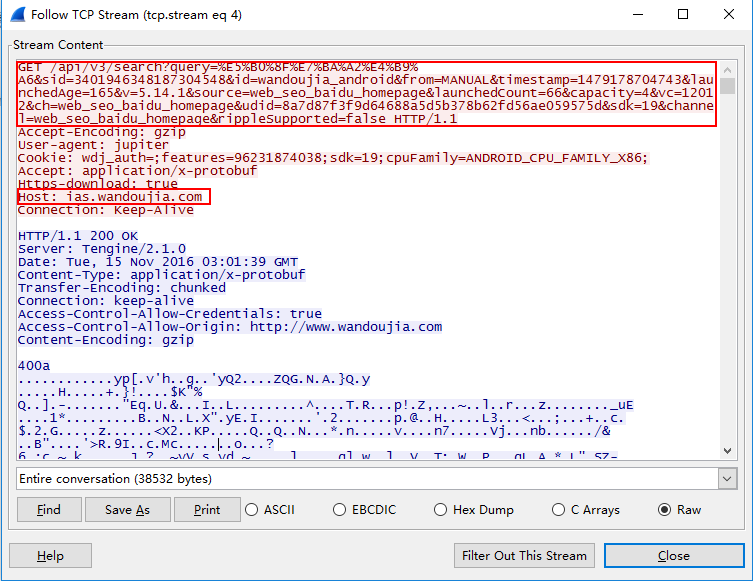 Follow TCP Stream (tcp.stream eq 4)
Stream Content
GET /api/v3/search?query=%E5%B0%8F%E7%BA%A2%E4%B9%
A6&sid=3401946348187304548&id=wandoujia_android&from=MANUAL&timestamp=1479178704743&lau
nchedAge=165&v=5.14.1&source=web_seo_baidu_homepage&launchedCount=66&capacity=4&vc=1201
2&ch=web_seo_baidu_homepage&udid=8a7d87f3f9d64688a5d5b378b62fd56ae059575d&sdk=19&channe
l=web_seo_baidu_homepage&rippleSupported=false HTTP/1.1
Accept-Encoding: gzip
User-agent: jupiter
Cookie: wdj_auth=;features=96231874038;sdk=19;cpuFamily=ANDROID_CPU_FAMILY_X86;
Accept: application/x-protobuf
Https-download: true
Host: ias.wandoujia.com
Connection: Keep-Alive
HTTP/1.1 200 OK
Server: Tengine/2.1.0
Date: Tue, 15 Nov 2016 03:01:39 GMT
Content-Type: application/x-protobuf
Transfer-Encoding: chunked
Connection: keep-alive
Access-Control-Allow-Credentials: true
Access-Control-Allow-Origin: http://www.wandoujia.com
Content-Encoding: gzip
400a
............yp[.v'h..g..'yQ2....ZQG.N.A.}Q.y
.....H.....+.}!....$K"%
Q..].-......."Eq.U.&...I..L.........^....T.R...p!.Z,...~..l..r...z........_uE
....1*.........B..N..L.X".yE.I.......'.2.......p.@..H.....L3...<...;...+..c.
$.2.G.....z......<X2..KP.....Q..Q..N...*.n.....v....n7.....Vj...nb....../&
..B"....'>R.9I..c.Mc.......o...?
Entire conversation (38532 bytes)
Find
Save As
Print
ASCII
EBCDIC
Hex Dump
C Arrays
Raw
Help
Filter Out This Stream
Close